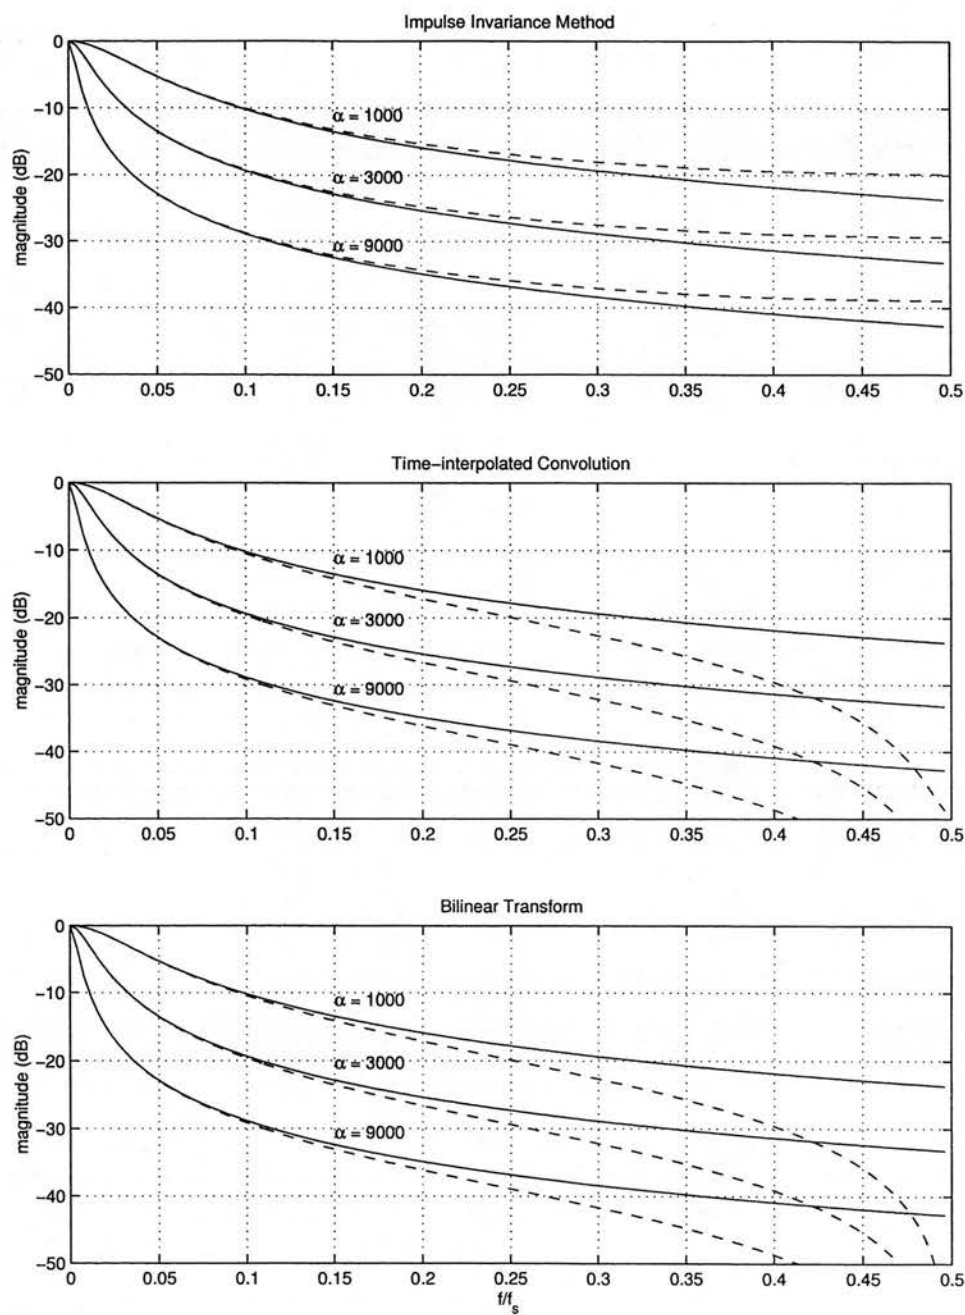 Impulse Invariance Method
0
−10
−20
−30
−40
−50
magnitude (dB)
α = 1000
α = 3000
α = 9000
0 0.05 0.1 0.15 0.2 0.25 0.3 0.35 0.4 0.45 0.5
Time−interpolated Convolution
0
−10
−20
−30
−40
−50
magnitude (dB)
α = 1000
α = 3000
α = 9000
0 0.05 0.1 0.15 0.2 0.25 0.3 0.35 0.4 0.45 0.5
Bilinear Transform
0
−10
−20
−30
−40
−50
magnitude (dB)
α = 1000
α = 3000
α = 9000
0 0.05 0.1 0.15 0.2 0.25 0.3 0.35 0.4 0.45 0.5
f/fs